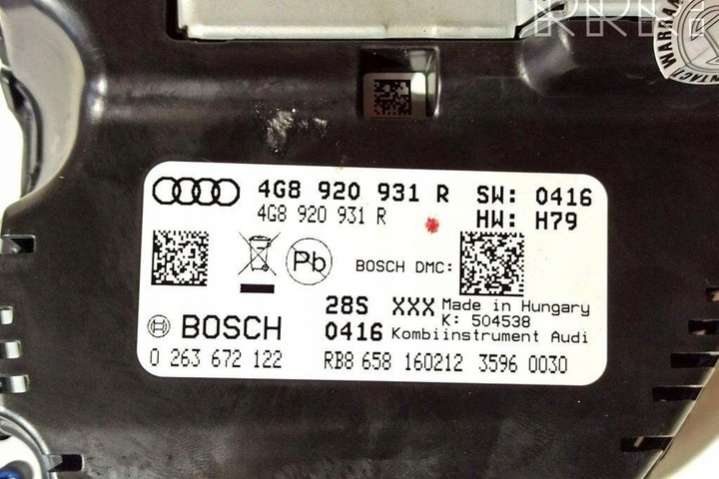 WARRAN
4G8 920 931 R SW: 0416
4G8 920 931 R HW: H79
Pb BOSCH DMC:
28S XXX Made in Hungary
K: 504538
BOSCH 0416 Kombiinstrument Audi
0 263 672 122 RB8 658 160212 3596 0030